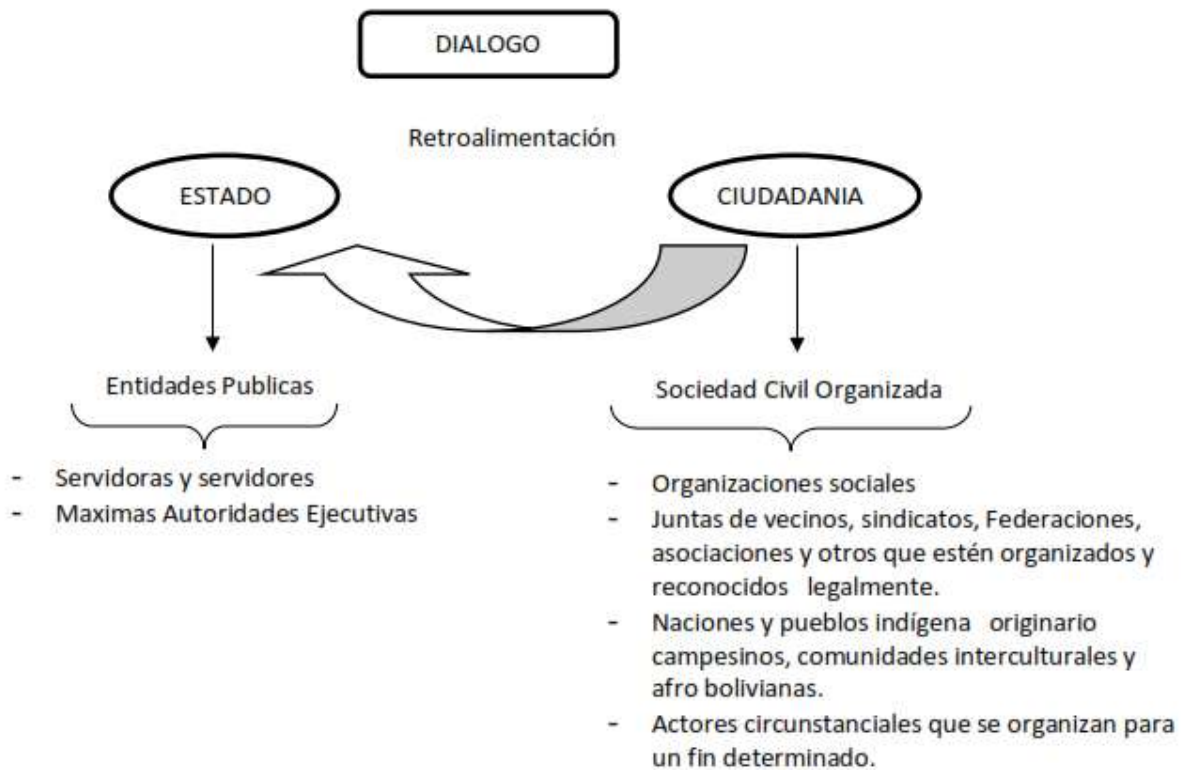 DIALOGO
Retroalimentación
ESTADO
CIUDADANIA
Entidades Publicas
- Servidoras y servidores
- Maximas Autoridades Ejecutivas
Sociedad Civil Organizada
- Organizaciones sociales
- Juntas de vecinos, sindicatos, Federaciones,
asociaciones y otros que estén organizados y
reconocidos legalmente.
- Naciones y pueblos indígena originario
campesinos, comunidades interculturales y
afro bolivianas.
- Actores circunstanciales que se organizan para
un fin determinado.